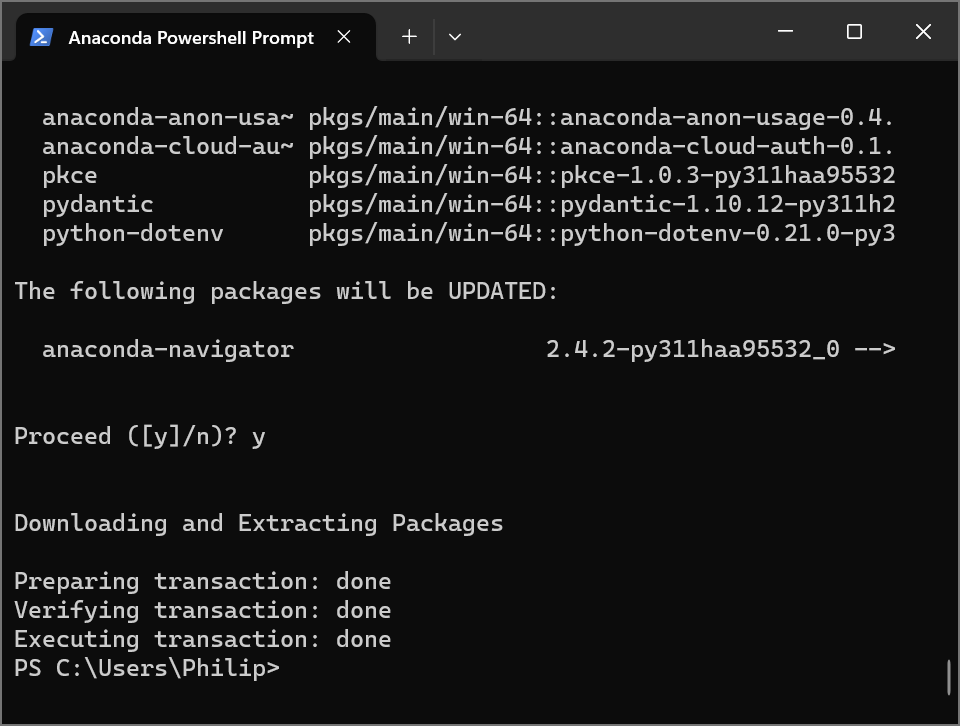 Anaconda Powershell Prompt
anaconda-anon-usa~ pkgs/main/win-64::anaconda-anon-usage-0.4.
anaconda-cloud-au~ pkgs/main/win-64::anaconda-cloud-auth-0.1.
pkce pkgs/main/win-64::pkce-1.0.3-py311haa95532
pydantic pkgs/main/win-64::pydantic-1.10.12-py311h2
python-dotenv pkgs/main/win-64::python-dotenv-0.21.0-py3
The following packages will be UPDATED:
anaconda-navigator 2.4.2-py311haa95532_0 -->
Proceed ([y]/n)? y
Downloading and Extracting Packages
Preparing transaction: done
Verifying transaction: done
Executing transaction: done
PS C:\Users\Philip>